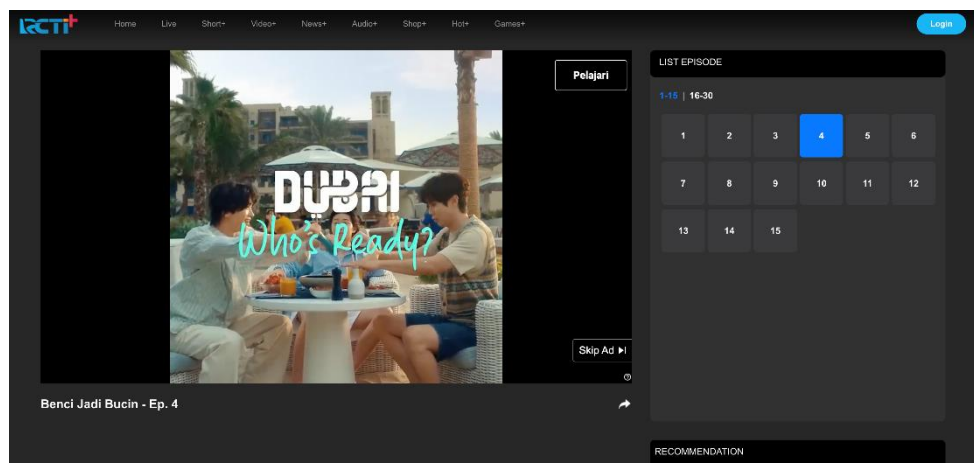 RCTI+
Home Live Short+ Video+ News+ Audio+ Shop+ Hot+ Games+ Login
Pelajari
DUBAI
Who's Ready?
Skip Ad
Benci Jadi Bucin - Ep. 4
LIST EPISODE
1-15 | 16-30
1 2 3 4 5 6
7 8 9 10 11 12
13 14 15
RECOMMENDATION